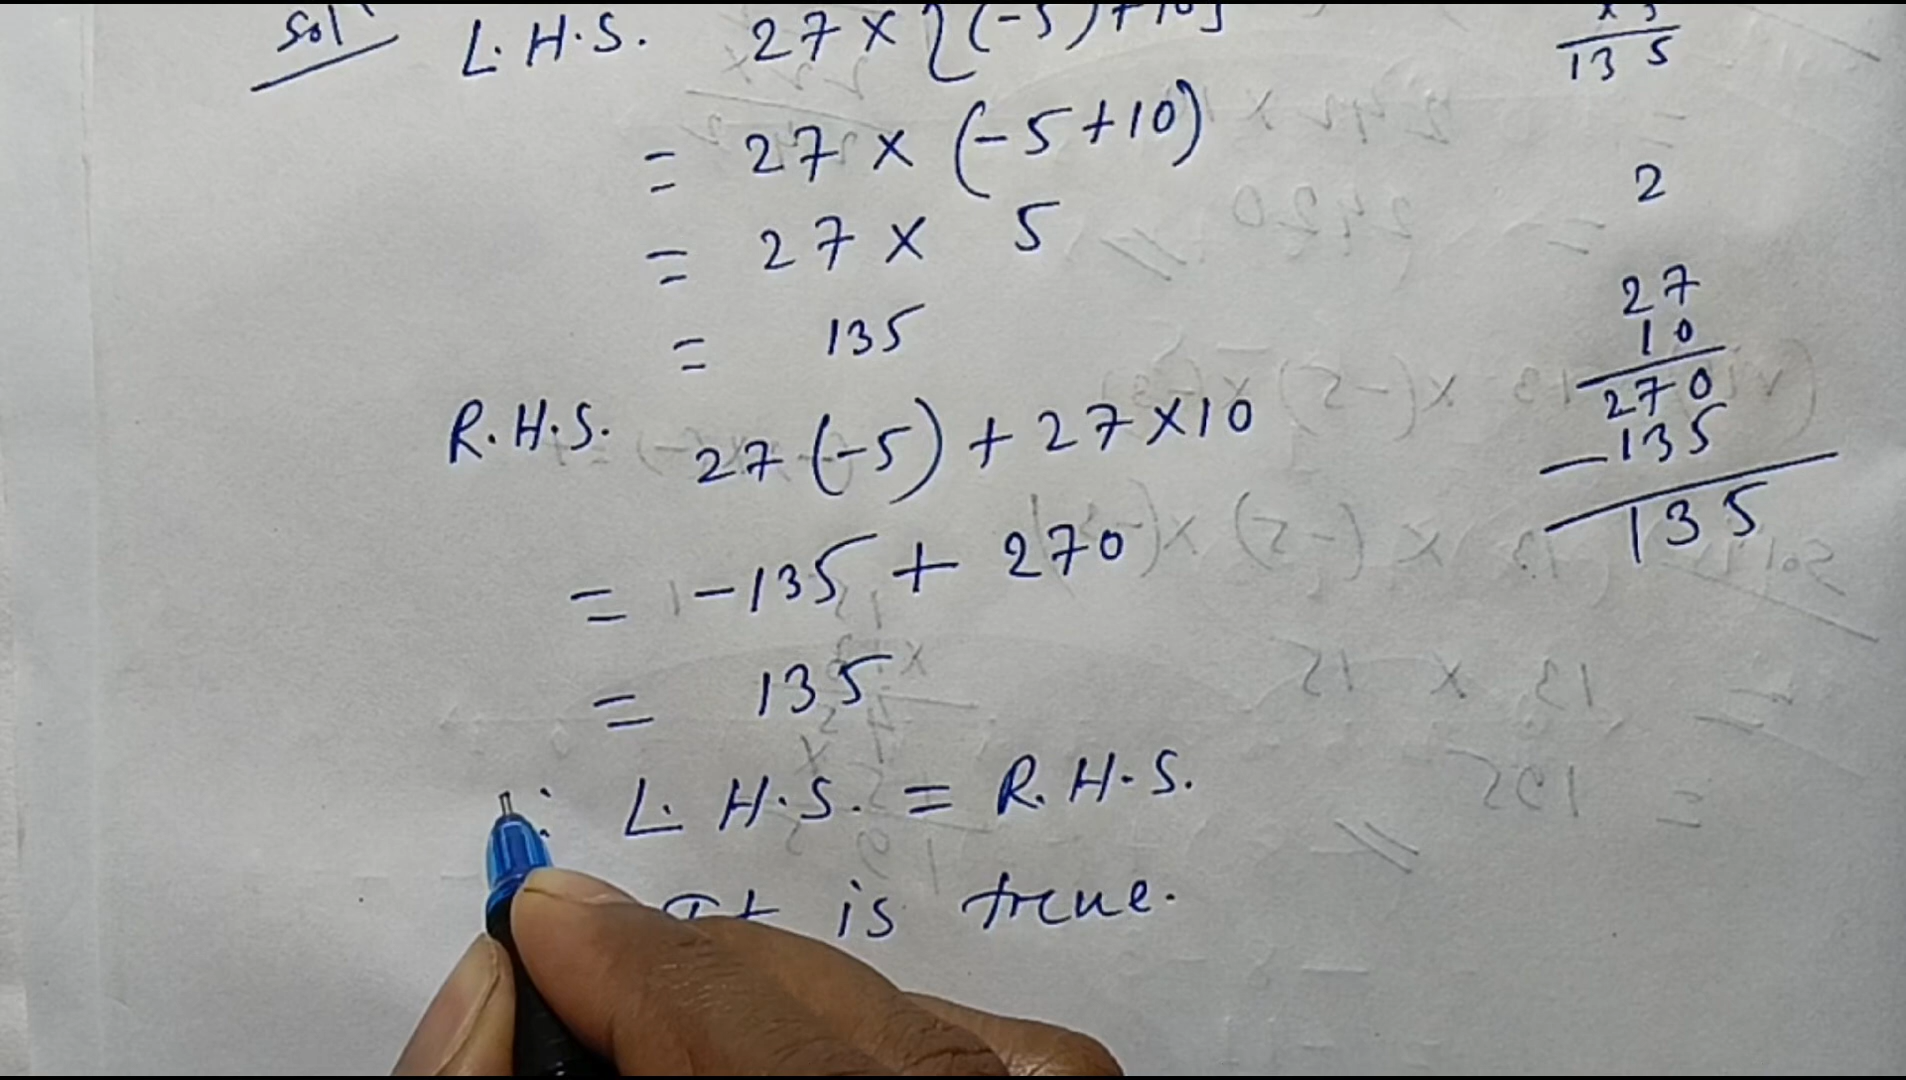 Sol
L.H.S. 27 × {(-5)+10}
= 27 × (-5+10)
= 27 × 5
= 135
R.H.S. 27(-5) + 27×10
= -135 + 270
= 135
∴ L.H.S. = R.H.S.
It is true.
135
2
27
10
270
-135
135